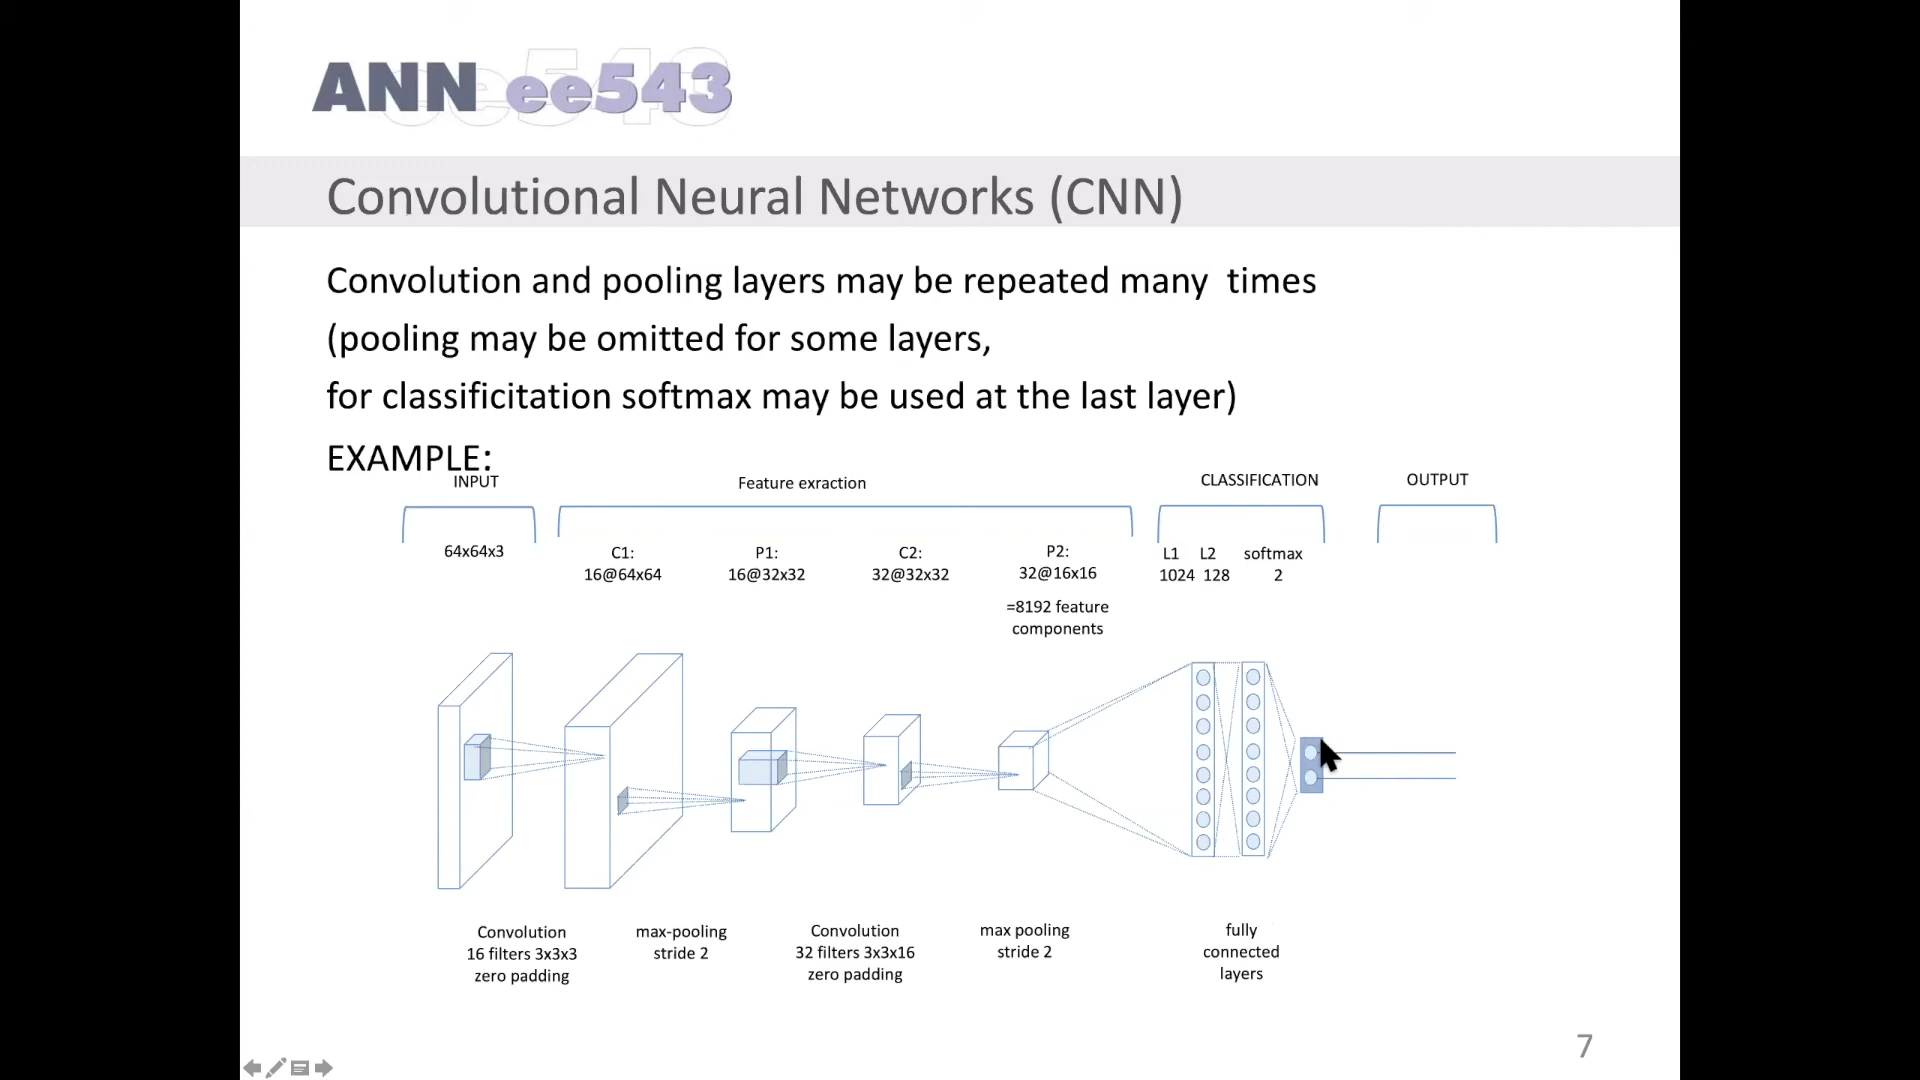 ANN ee543
Convolutional Neural Networks (CNN)
Convolution and pooling layers may be repeated many times
(pooling may be omitted for some layers,
for classificitation softmax may be used at the last layer)
EXAMPLE:
INPUT
Feature exraction
CLASSIFICATION
OUTPUT
64x64x3
C1:
16@64x64
P1:
16@32x32
C2:
32@32x32
P2:
32@16x16
=8192 feature
components
L1 L2 softmax
1024 128 2
Convolution
16 filters 3x3x3
zero padding
max-pooling
stride 2
Convolution
32 filters 3x3x16
zero padding
max pooling
stride 2
fully
connected
layers
7